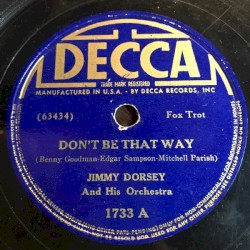 DECCA
TRADE MARK REGISTERED
MANUFACTURED IN U.S.A. BY DECCA RECORDS, INC
(63434)
Fox Trot
DON'T BE THAT WAY
(Benny Goodman-Edgar Sampson-Mitchell Parish)
JIMMY DORSEY
And His Orchestra
1733 A